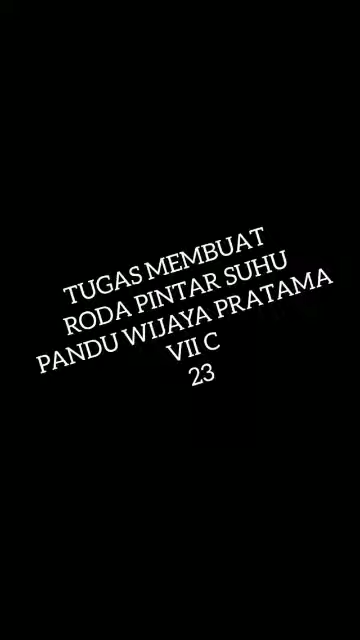 TUGAS MEMBUAT
RODA PINTAR SUHU
PANDU WIJAYA PRATAMA
VII C
23